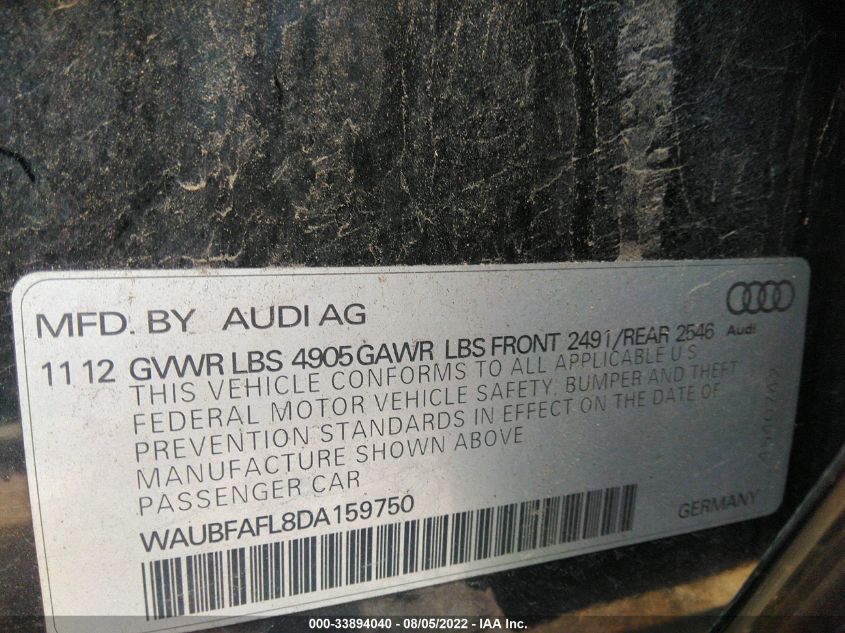 MFD. BY AUDI AG
Audi
11 12 GVWR LBS 4905 GAWR LBS FRONT 2491/REAR 2546
THIS VEHICLE CONFORMS TO ALL APPLICABLE U S
FEDERAL MOTOR VEHICLE SAFETY, BUMPER AND THEFT
PREVENTION STANDARDS IN EFFECT ON THE DATE OF
MANUFACTURE SHOWN ABOVE
PASSENGER CAR
WAUBFAFL8DA159750
GERMANY
000-33894040 - 08/05/2022 - IAA Inc.